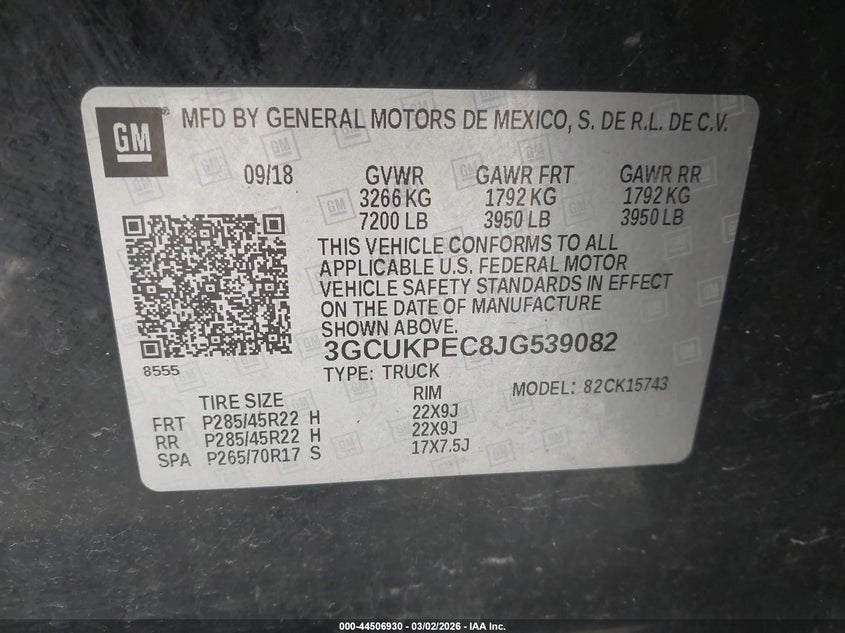 GM ® MFD BY GENERAL MOTORS DE MEXICO, S. DE R.L. DE C.V.
09/18 GVWR GAWR FRT GAWR RR
3266 KG 1792 KG 1792 KG
7200 LB 3950 LB 3950 LB
THIS VEHICLE CONFORMS TO ALL
APPLICABLE U.S. FEDERAL MOTOR
VEHICLE SAFETY STANDARDS IN EFFECT
ON THE DATE OF MANUFACTURE
SHOWN ABOVE.
3GCUKPEC8JG539082
8555 TYPE: TRUCK MODEL: 82CK15743
TIRE SIZE RIM
FRT P285/45R22 H 22X9J
RR P285/45R22 H 22X9J
SPA P265/70R17 S 17X7.5J
000-44506930 - 03/02/2026 - IAA Inc.